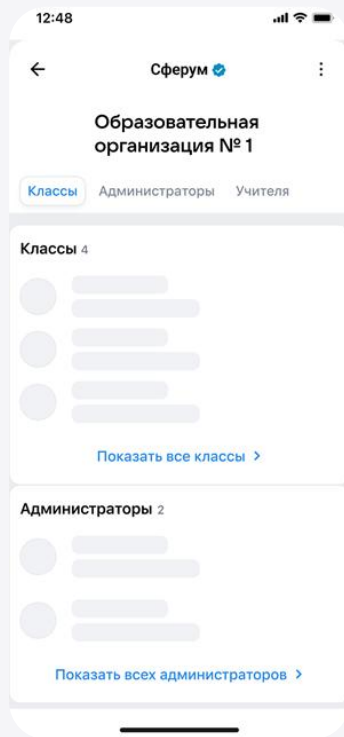 12:48
Сферум
Образовательная
организация № 1
Классы Администраторы Учителя
Классы 4
Показать все классы >
Администраторы 2
Показать всех администраторов >